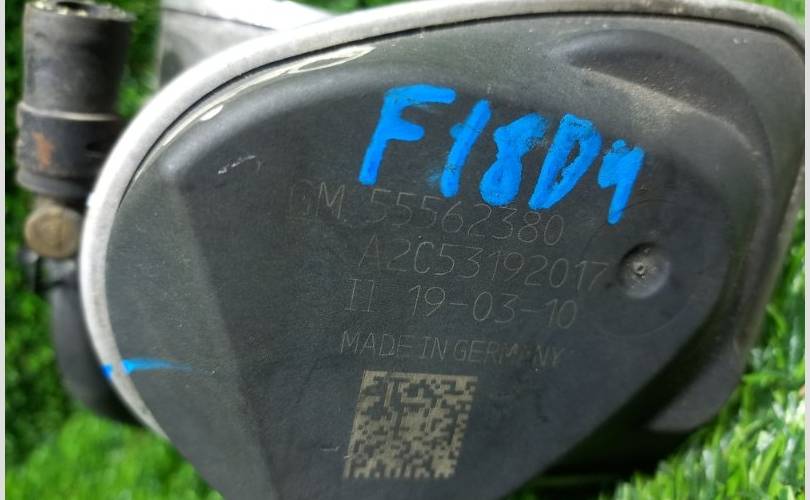 F18D4
GM 55562380
A2C53192017
II 19-03-10
MADE IN GERMANY